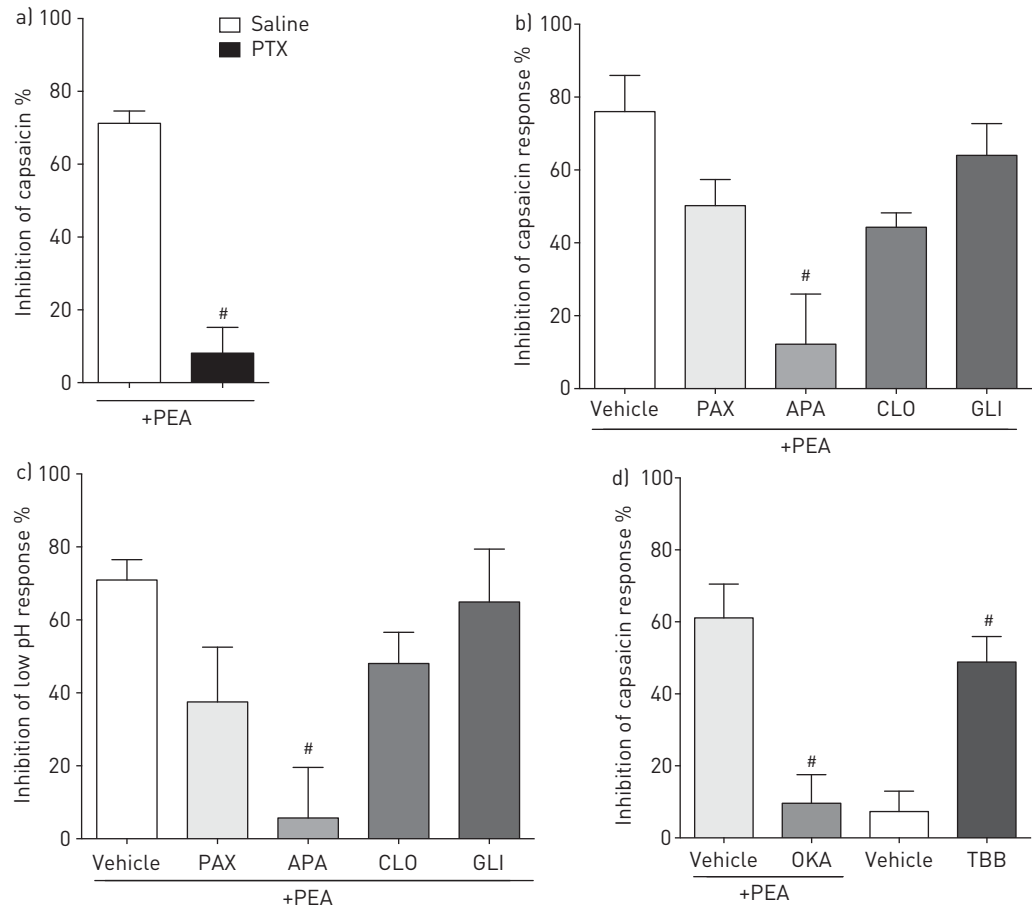 a)
Inhibition of capsaicin %
100
80
60
40
20
0
Saline
PTX
#
+PEA
b)
Inhibition of capsaicin response %
100
80
60
40
20
0
#
Vehicle PAX APA CLO GLI
+PEA
c)
Inhibition of low pH response %
100
80
60
40
20
0
#
Vehicle PAX APA CLO GLI
+PEA
d)
Inhibition of capsaicin response %
100
80
60
40
20
0
#
#
Vehicle OKA Vehicle TBB
+PEA